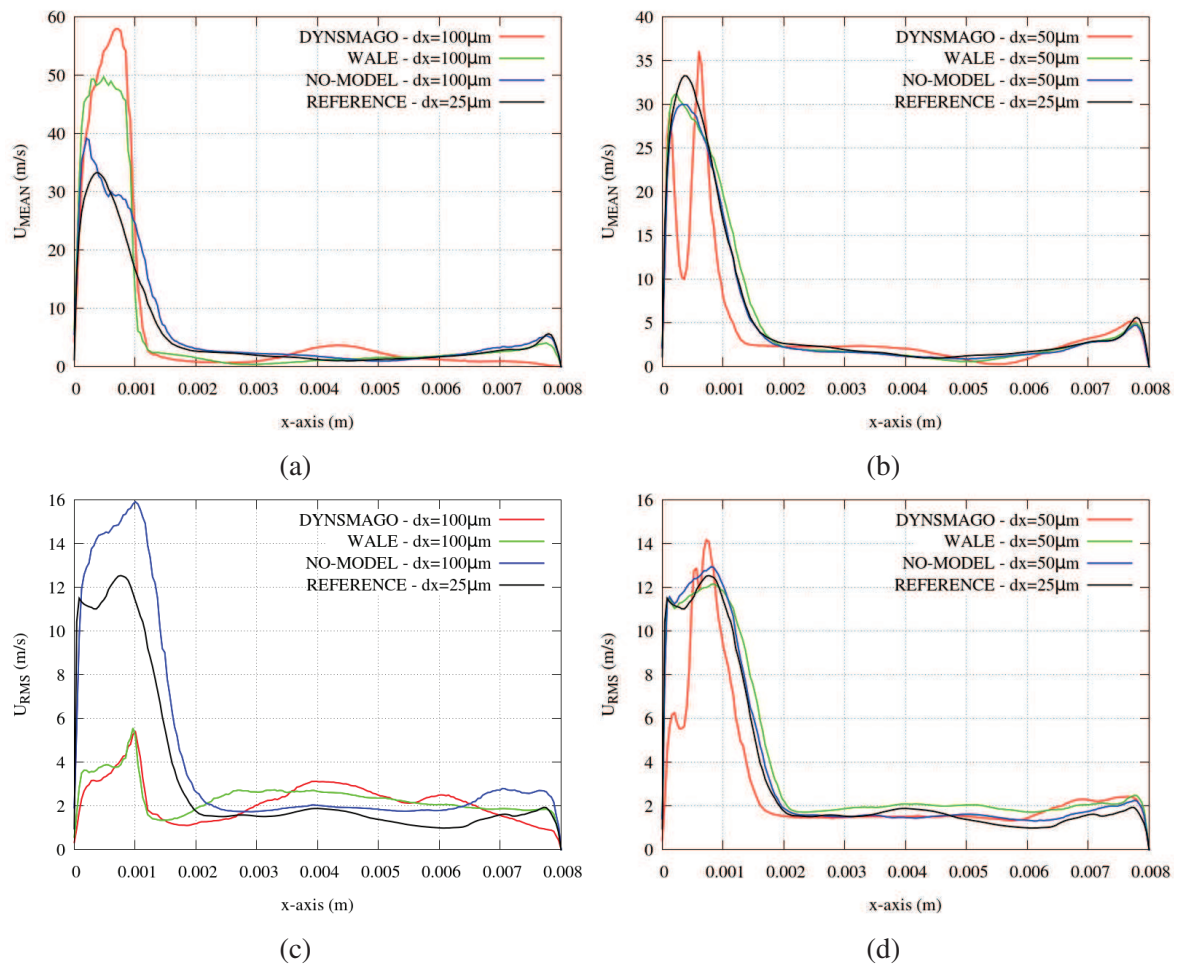 60
50
40
30
20
10
0
U_MEAN (m/s)
DYNSMAGO - dx=100μm
WALE - dx=100μm
NO-MODEL - dx=100μm
REFERENCE - dx=25μm
0 0.001 0.002 0.003 0.004 0.005 0.006 0.007 0.008
x-axis (m)
(a)
40
35
30
25
20
15
10
5
0
U_MEAN (m/s)
DYNSMAGO - dx=50μm
WALE - dx=50μm
NO-MODEL - dx=50μm
REFERENCE - dx=25μm
0 0.001 0.002 0.003 0.004 0.005 0.006 0.007 0.008
x-axis (m)
(b)
16
14
12
10
8
6
4
2
0
U_RMS (m/s)
DYNSMAGO - dx=100μm
WALE - dx=100μm
NO-MODEL - dx=100μm
REFERENCE - dx=25μm
0 0.001 0.002 0.003 0.004 0.005 0.006 0.007 0.008
x-axis (m)
(c)
16
14
12
10
8
6
4
2
0
U_RMS (m/s)
DYNSMAGO - dx=50μm
WALE - dx=50μm
NO-MODEL - dx=50μm
REFERENCE - dx=25μm
0 0.001 0.002 0.003 0.004 0.005 0.006 0.007 0.008
x-axis (m)
(d)